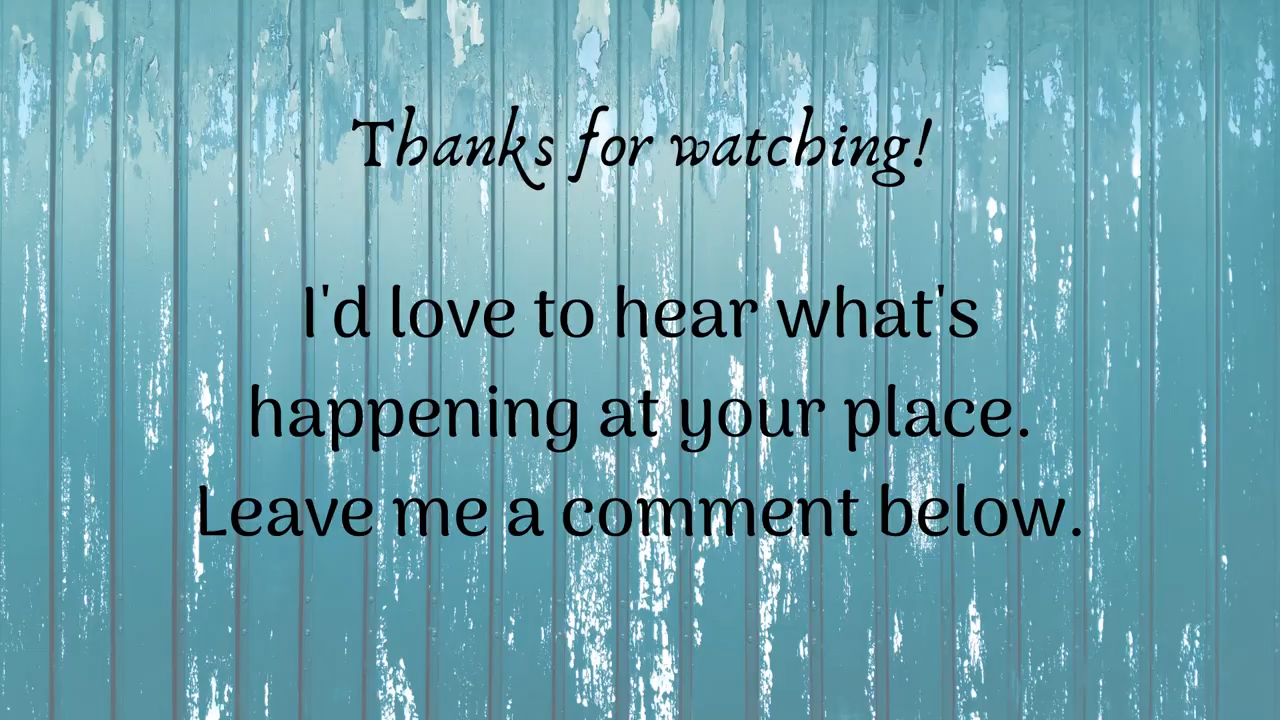 Thanks for watching!
I'd love to hear what's
happening at your place.
Leave me a comment below.